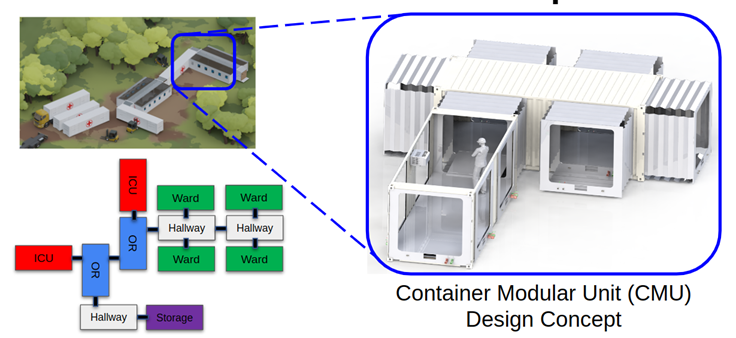 ICU
Ward
Ward
OR
Hallway
Hallway
ICU
OR
Ward
Ward
Hallway
Storage
Container Modular Unit (CMU)
Design Concept